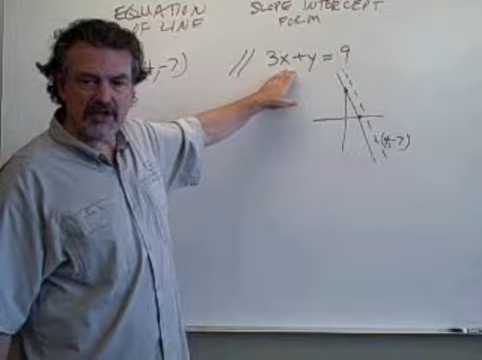 EQUATION OF LINE
SLOPE INTERCEPT FORM
, -7) // 3x+y = 9
(4,-7)